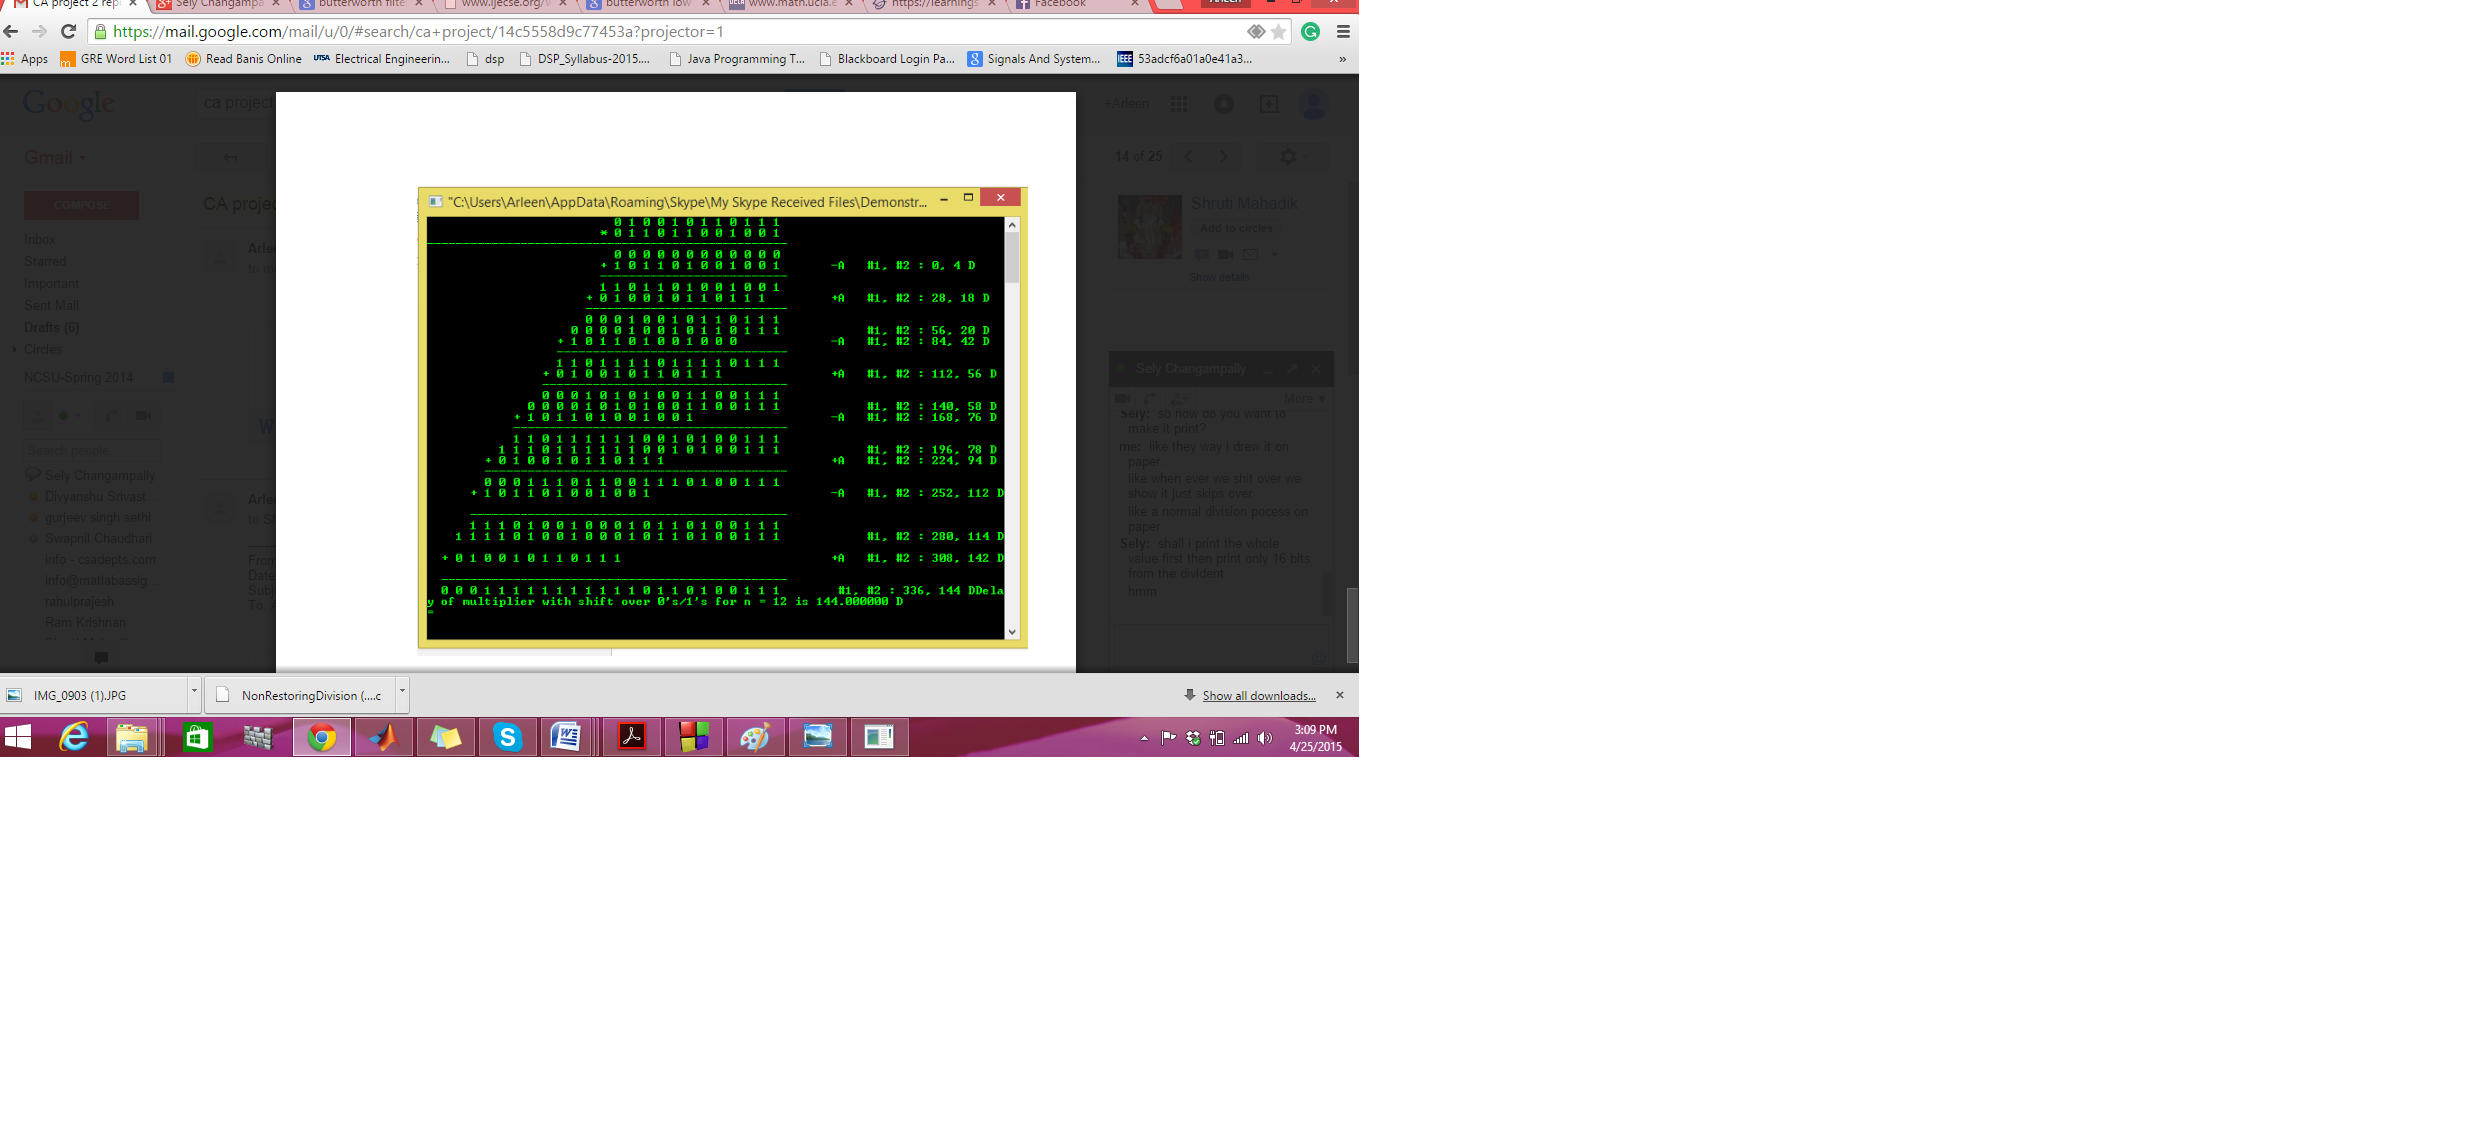 CA project 2 rep
Sely Changampa
butterworth filte
www.ijecse.org/v
butterworth low
www.math.ucla.e
https://learnings
Facebook
Arleen
https://mail.google.com/mail/u/0/#search/ca+project/14c5558d9c77453a?projector=1
Apps
GRE Word List 01
Read Banis Online
UTSA Electrical Engineerin...
dsp
DSP_Syllabus-2015....
Java Programming T...
Blackboard Login Pa...
Signals And System...
IEEE 53adcf6a01a0e41a3...
»
Google
ca project
+Arleen
Gmail
14 of 25
COMPOSE
CA projec
Inbox
Starred
Important
Sent Mail
Drafts (6)
Circles
NCSU-Spring 2014
Search people...
Sely Changampally
Divyanshu Srivast...
gurjeev singh sethi
Swapnil Chaudhari
info - csadepts.com
info@matlabassig...
rahulprajesh
Ram Krishnan
Arle
to m
W
Arle
to Sh
From
Date
Subj
To:
"C:\Users\Arleen\AppData\Roaming\Skype\My Skype Received Files\Demonstr...
0 1 0 0 1 0 1 1 0 1 1 1
* 0 1 1 0 1 1 0 0 1 0 0 1
0 0 0 0 0 0 0 0 0 0 0 0
+ 1 0 1 1 0 1 0 0 1 0 0 1 -A #1, #2 : 0, 4 D
1 1 0 1 1 0 1 0 0 1 0 0 1
+ 0 1 0 0 1 0 1 1 0 1 1 1 +A #1, #2 : 28, 18 D
0 0 0 1 0 0 1 0 1 1 0 1 1 1
0 0 0 0 1 0 0 1 0 1 1 0 1 1 1 #1, #2 : 56, 20 D
+ 1 0 1 1 0 1 0 0 1 0 0 0 -A #1, #2 : 84, 42 D
1 1 0 1 1 1 1 0 1 1 1 1 0 1 1 1
+ 0 1 0 0 1 0 1 1 0 1 1 1 +A #1, #2 : 112, 56 D
0 0 0 1 0 1 0 1 0 0 1 1 0 0 1 1 1
0 0 0 0 1 0 1 0 1 0 0 1 1 0 0 1 1 1 #1, #2 : 140, 58 D
+ 1 0 1 1 0 1 0 0 1 0 0 1 -A #1, #2 : 168, 76 D
1 1 0 1 1 1 1 1 1 0 0 1 0 1 0 0 1 1 1
1 1 1 0 1 1 1 1 1 1 0 0 1 0 1 0 0 1 1 1 #1, #2 : 196, 78 D
+ 0 1 0 0 1 0 1 1 0 1 1 1 +A #1, #2 : 224, 94 D
0 0 0 1 1 1 0 1 1 0 0 1 1 1 0 1 0 0 1 1 1
+ 1 0 1 1 0 1 0 0 1 0 0 1 -A #1, #2 : 252, 112 D
1 1 1 0 1 0 0 1 0 0 0 1 0 1 1 0 1 0 0 1 1 1
1 1 1 1 0 1 0 0 1 0 0 0 1 0 1 1 0 1 0 0 1 1 1 #1, #2 : 280, 114 D
+ 0 1 0 0 1 0 1 1 0 1 1 1 +A #1, #2 : 308, 142 D
0 0 0 1 1 1 1 1 1 1 1 1 1 1 0 1 1 0 1 0 0 1 1 1 #1, #2 : 336, 144 DDela
y of multiplier with shift over 0's/1's for n = 12 is 144.000000 D
Shruti Mahadik
Add to circles
Show details
Sely Changampally
More
Sely: so how do you want to
make it print?
me: like they way i drew it on
paper
like when ever we shit over we
show it just skips over
like a normal division pocess on
paper
Sely: shall i print the whole
value first then print only 16 bits
from the divident
hmm
IMG_0903 (1).JPG
NonRestoringDivision (....c
Show all downloads...
3:09 PM
4/25/2015